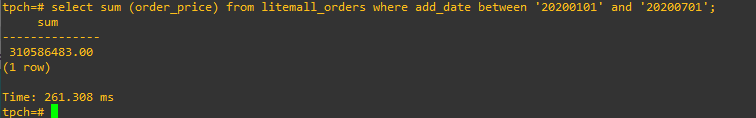 tpch=# select sum (order_price) from litemall_orders where add_date between '20200101' and '20200701';
sum
--------------
310586483.00
(1 row)
Time: 261.308 ms
tpch=#